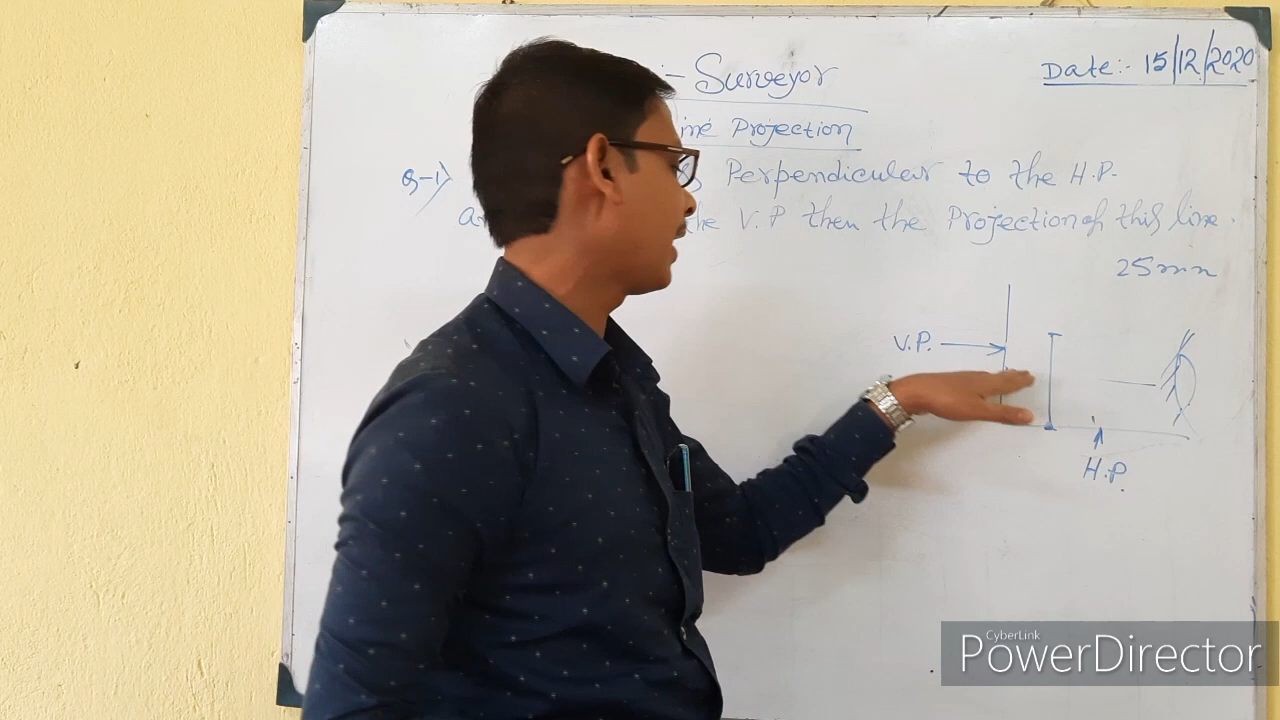 :- Surveyor
Date:- 15/12/2020
ine Projection
Q-1) Perpendicular to the H.P.
the V.P then the Projection of this line.
25mm
V.P.
H.P.
CyberLink
PowerDirector